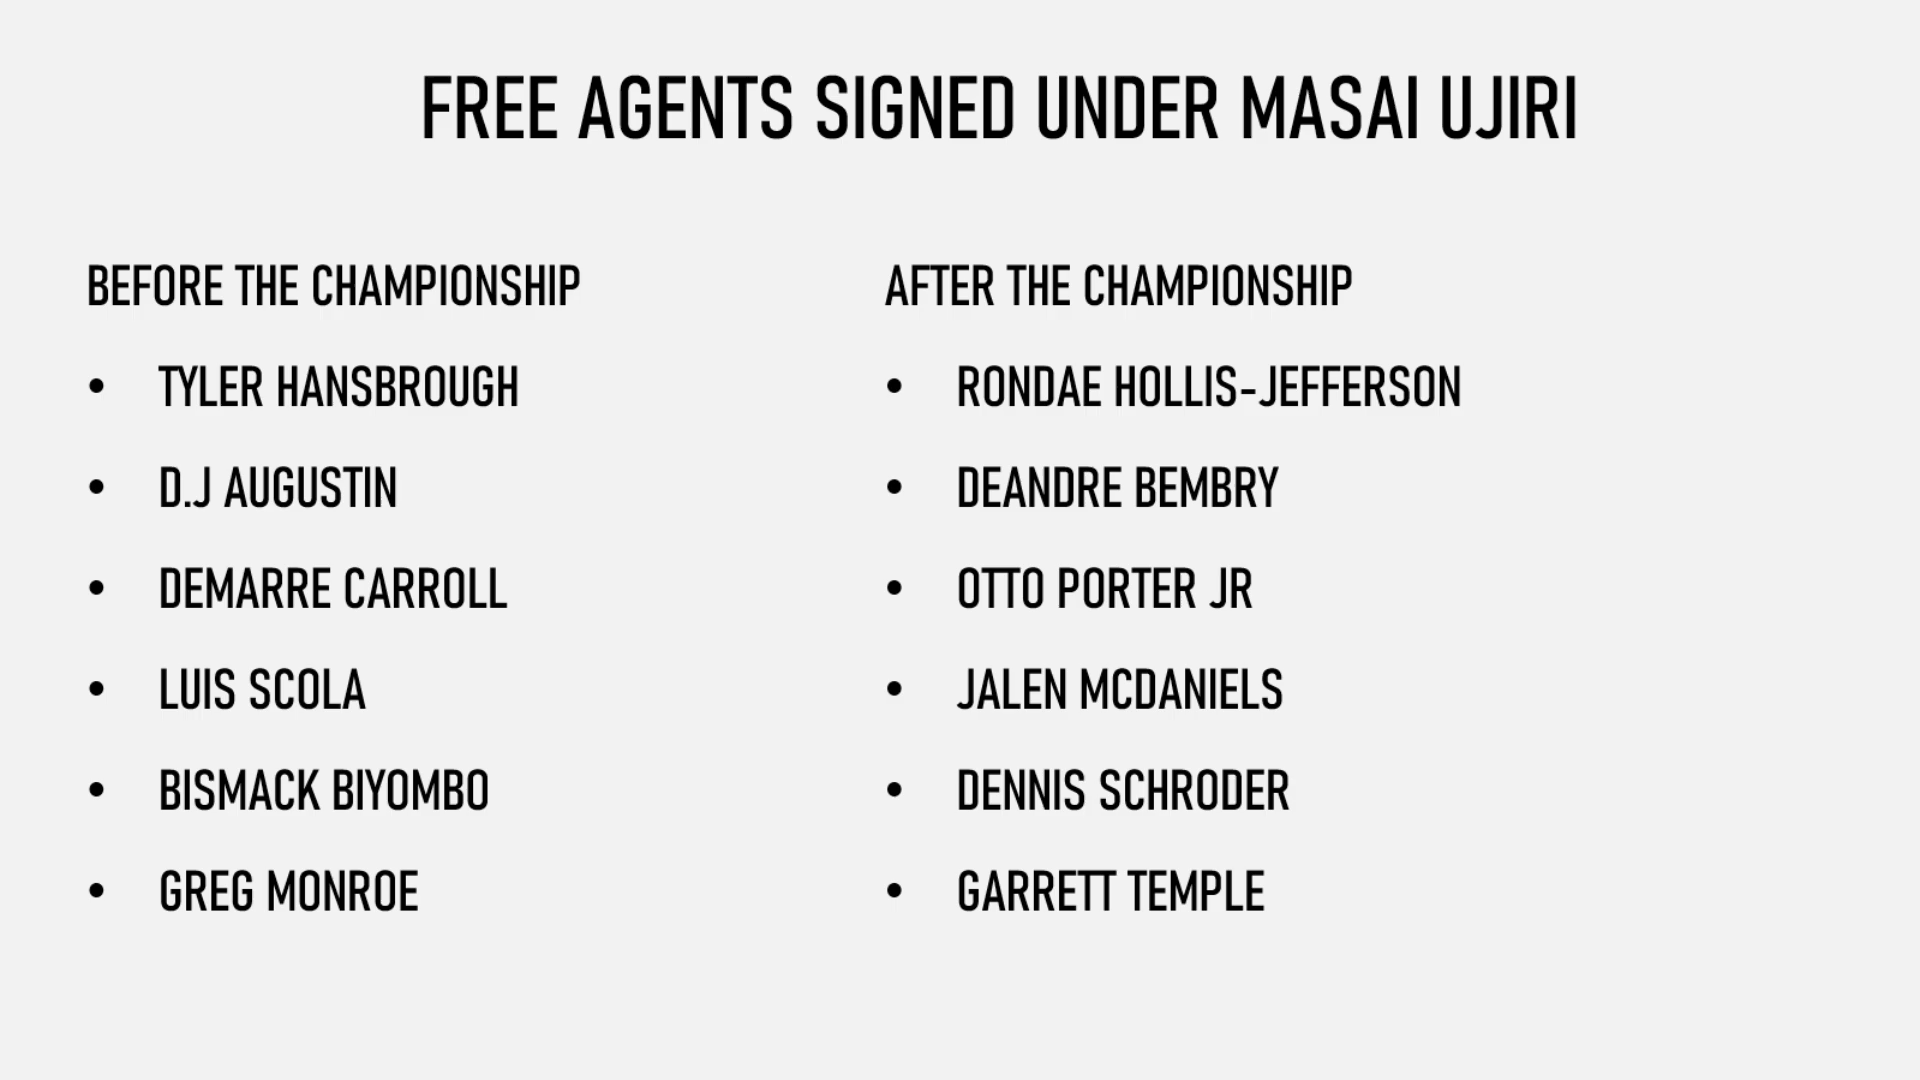 FREE AGENTS SIGNED UNDER MASAI UJIRI
BEFORE THE CHAMPIONSHIP
• TYLER HANSBROUGH
• D.J AUGUSTIN
• DEMARRE CARROLL
• LUIS SCOLA
• BISMACK BIYOMBO
• GREG MONROE
AFTER THE CHAMPIONSHIP
• RONDAE HOLLIS-JEFFERSON
• DEANDRE BEMBRY
• OTTO PORTER JR
• JALEN MCDANIELS
• DENNIS SCHRODER
• GARRETT TEMPLE